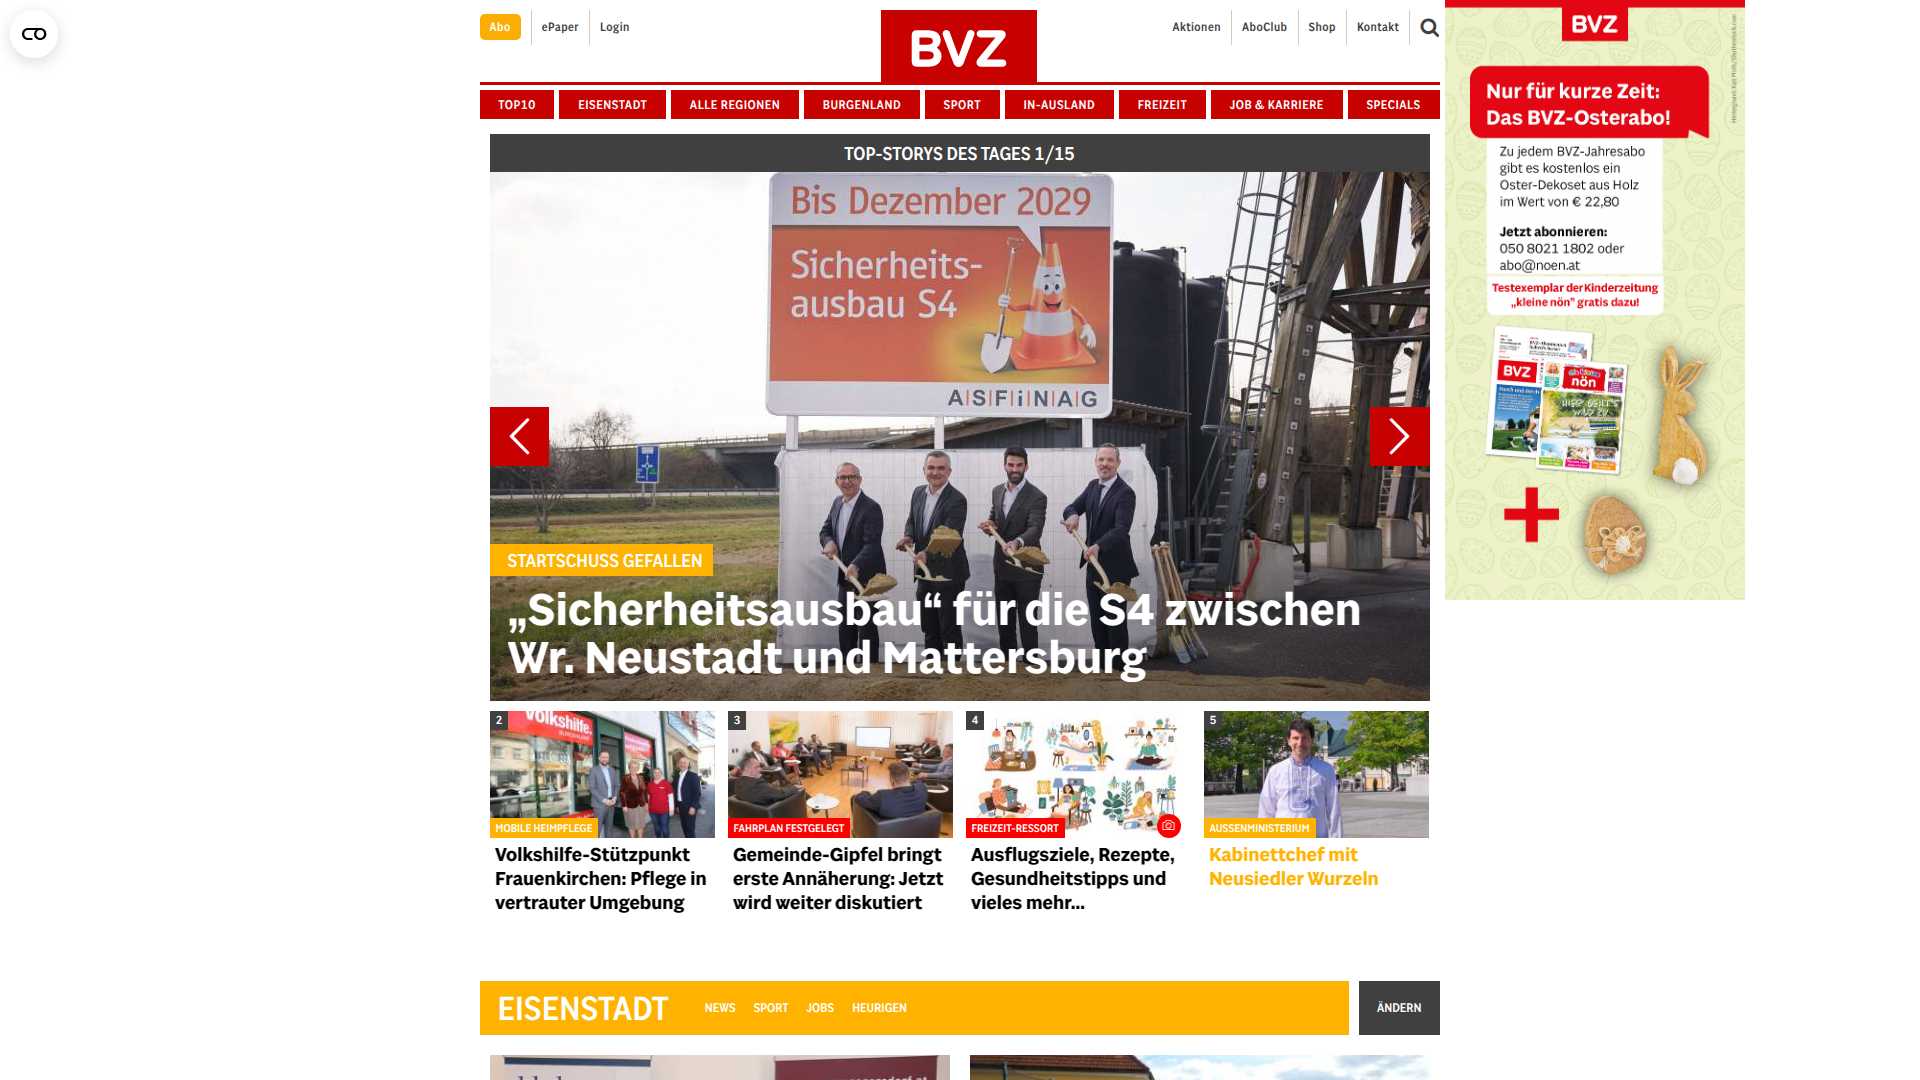 Abo
ePaper
Login
BVZ
Aktionen
AboClub
Shop
Kontakt
TOP10
EISENSTADT
ALLE REGIONEN
BURGENLAND
SPORT
IN-AUSLAND
FREIZEIT
JOB & KARRIERE
SPECIALS
TOP-STORYS DES TAGES 1/15
Bis Dezember 2029
Sicherheits-
ausbau S4
ASFiNAG
STARTSCHUSS GEFALLEN
„Sicherheitsausbau“ für die S4 zwischen
Wr. Neustadt und Mattersburg
2
Volkshilfe.
MOBILE HEIMPFLEGE
Volkshilfe-Stützpunkt
Frauenkirchen: Pflege in
vertrauter Umgebung
3
FAHRPLAN FESTGELEGT
Gemeinde-Gipfel bringt
erste Annäherung: Jetzt
wird weiter diskutiert
4
FREIZEIT-RESSORT
Ausflugsziele, Rezepte,
Gesundheitstipps und
vieles mehr...
5
AUSSENMINISTERIUM
Kabinettchef mit
Neusiedler Wurzeln
EISENSTADT
NEWS
SPORT
JOBS
HEURIGEN
ÄNDERN
BVZ
Nur für kurze Zeit:
Das BVZ-Osterabo!
Zu jedem BVZ-Jahresabo
gibt es kostenlos ein
Oster-Dekoset aus Holz
im Wert von € 22,80
Jetzt abonnieren:
050 8021 1802 oder
abo@noen.at
Testexemplar der Kinderzeitung
„kleine nön" gratis dazu!
BVZ
nön